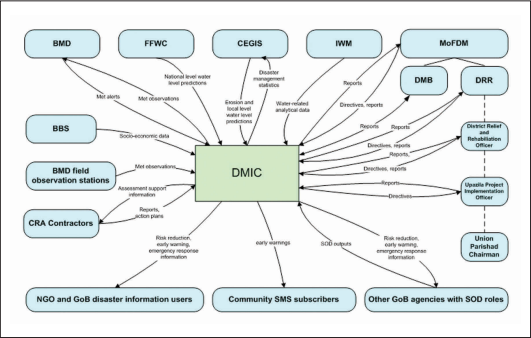 BMD
FFWC
CEGIS
IWM
MoFDM
DMB
DRR
National level water
level predictions
Disaster
management
statistics
Reports
Met alerts
Met observations
Erosion and
local level
water level
predictions
Water-related
analytical data
Directives, reports
Reports
Reports
BBS
Socio-economic data
Directives, reports
District Relief
and
Rehabilitation
Officer
Reports,
Directives, reports
BMD field
observation stations
Met observations
DMIC
Assessment support
information
Reports
Directives
Upazila Project
Implementation
Officer
CRA Contractors
Reports,
action plans
Union
Parishad
Chairman
Risk reduction,
early warning,
emergency response
information
early warnings
SOD outputs
Risk reduction,
early warning,
emergency response
information
NGO and GoB disaster information users
Community SMS subscribers
Other GoB agencies with SOD roles